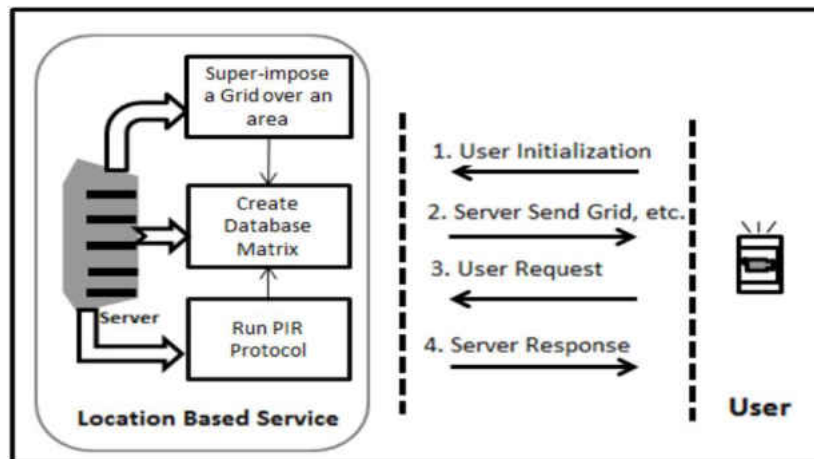 Super-impose
a Grid over an
area
Create
Database
Matrix
Server
Run PIR
Protocol
Location Based Service
1. User Initialization
2. Server Send Grid, etc.
3. User Request
4. Server Response
User